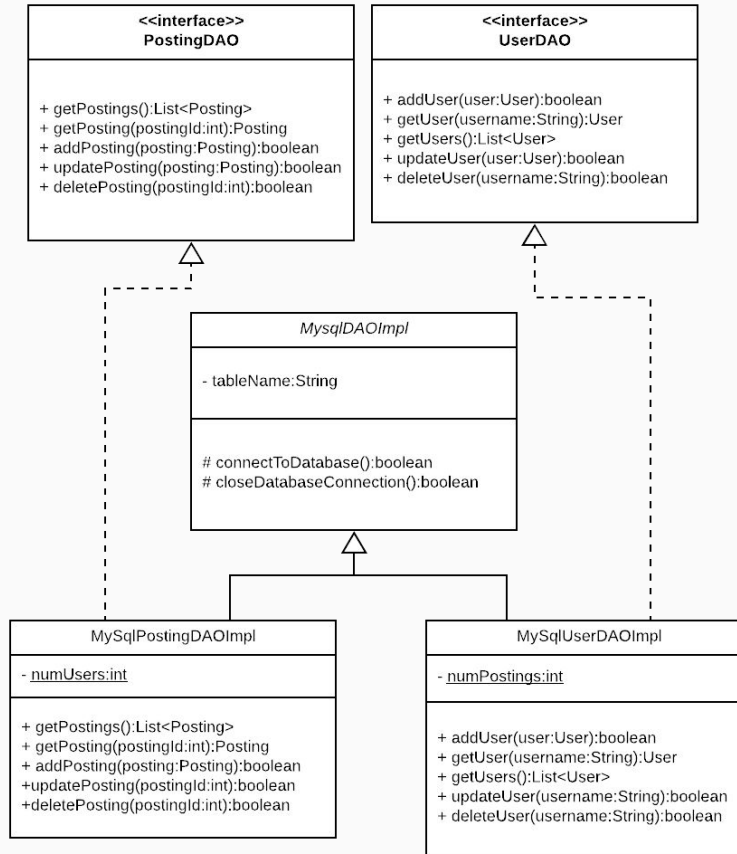 <<interface>>
PostingDAO
+ getPostings():List<Posting>
+ getPosting(postingId:int):Posting
+ addPosting(posting:Posting):boolean
+ updatePosting(posting:Posting):boolean
+ deletePosting(postingId:int):boolean
<<interface>>
UserDAO
+ addUser(user:User):boolean
+ getUser(username:String):User
+ getUsers():List<User>
+ updateUser(user:User):boolean
+ deleteUser(username:String):boolean
MysqlDAOImpl
- tableName:String
# connectToDatabase():boolean
# closeDatabaseConnection():boolean
MySqlPostingDAOImpl
- numUsers:int
+ getPostings():List<Posting>
+ getPosting(postingId:int):Posting
+ addPosting(posting:Posting):boolean
+updatePosting(postingId:int):boolean
+deletePosting(postingId:int):boolean
MySqlUserDAOImpl
- numPostings:int
+ addUser(user:User):boolean
+ getUser(username:String):User
+ getUsers():List<User>
+ updateUser(username:String):boolean
+ deleteUser(username:String):boolean